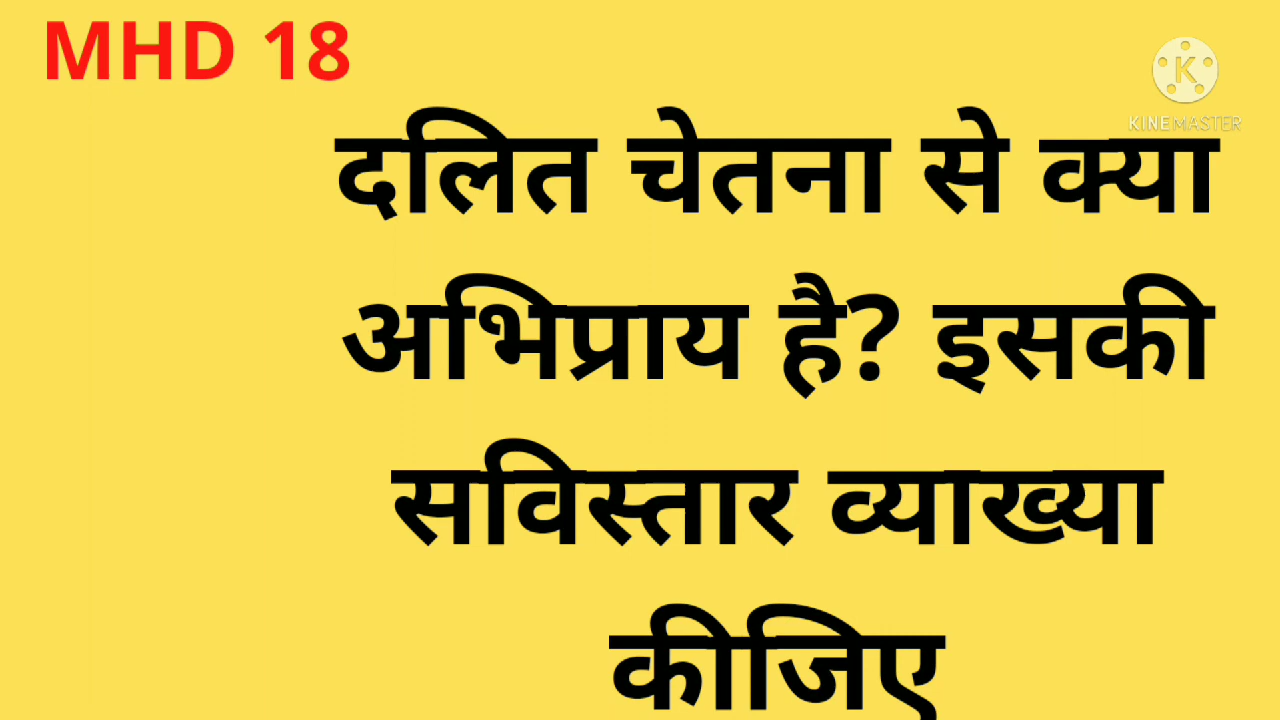 MHD 18
K
KINEMASTER
दलित चेतना से क्या
अभिप्राय है? इसकी
सविस्तार व्याख्या
कीजिए